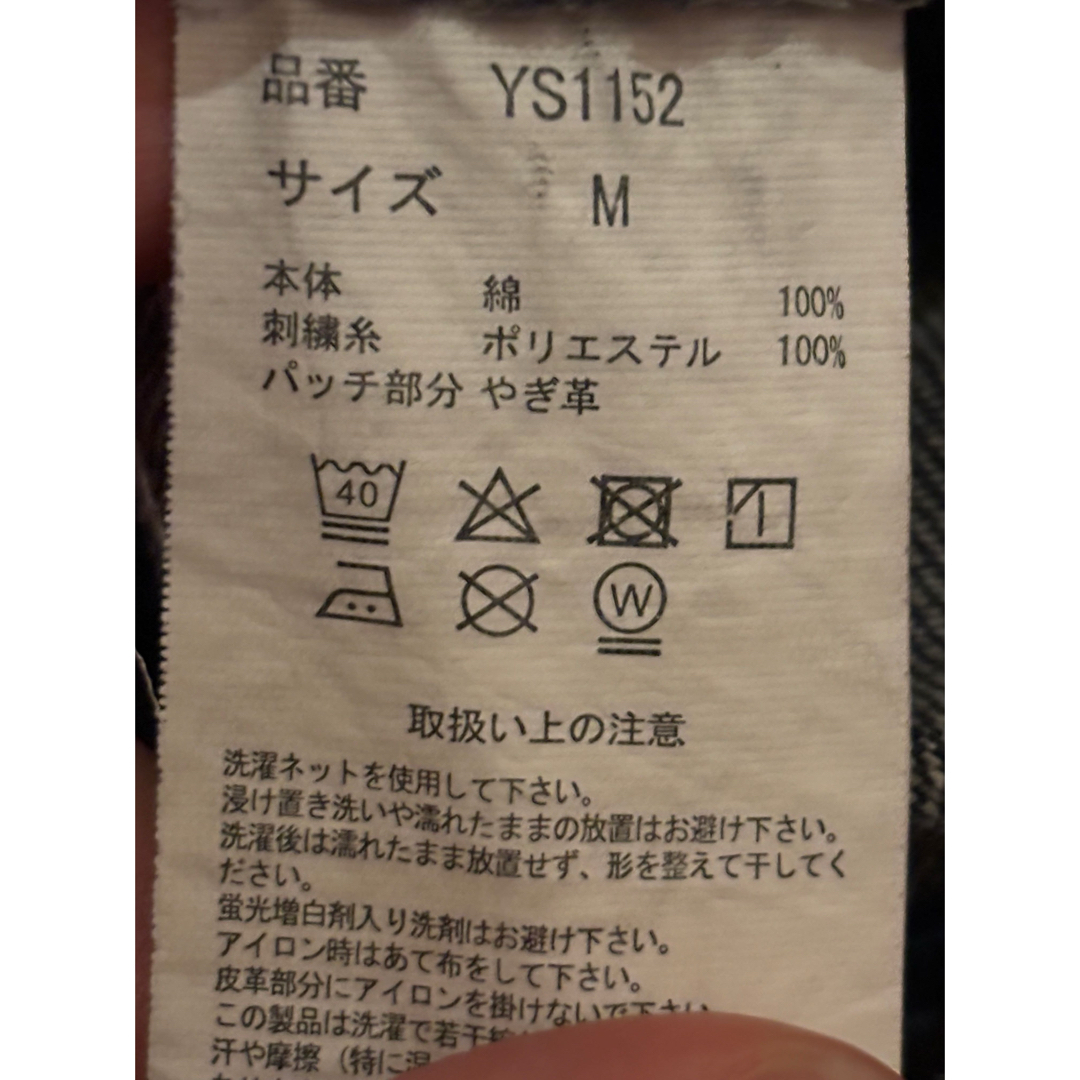 品番 YS1152
サイズ M
本体 綿 100%
刺繍糸 ポリエステル 100%
パッチ部分 やぎ革
40
W
取扱い上の注意
洗濯ネットを使用して下さい。
浸け置き洗いや濡れたままの放置はお避け下さい。
洗濯後は濡れたまま放置せず、形を整えて干してく
ださい。
蛍光増白剤入り洗剤はお避け下さい。
アイロン時はあて布をして下さい。
皮革部分にアイロンを掛けないで下さい
この製品は洗濯で若干
汗や摩擦（特に湿